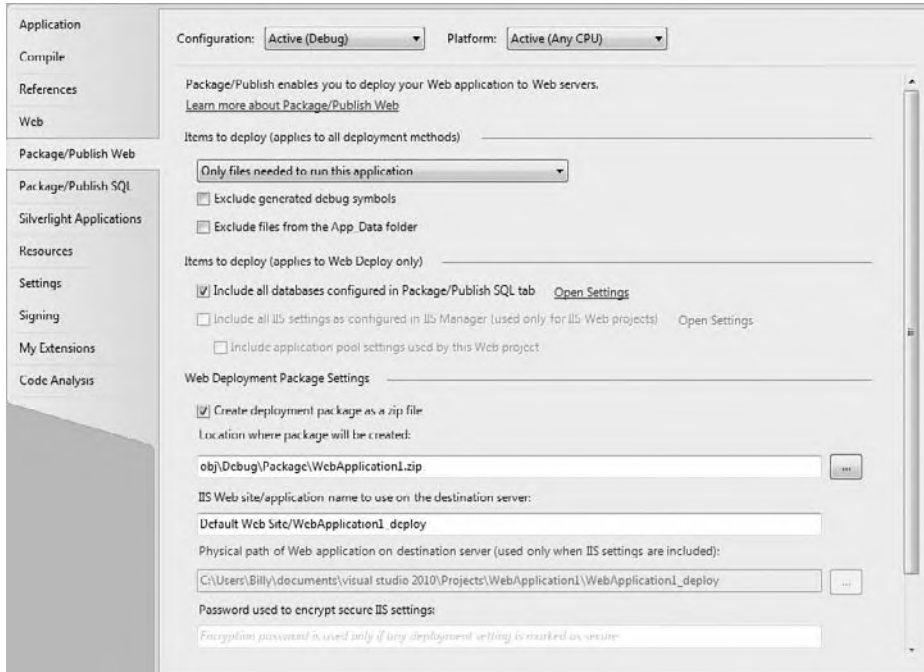 Application
Compile
References
Web
Package/Publish Web
Package/Publish SQL
Silverlight Applications
Resources
Settings
Signing
My Extensions
Code Analysis
Configuration: Active (Debug) Platform: Active (Any CPU)
Package/Publish enables you to deploy your Web application to Web servers.
Learn more about Package/Publish Web
Items to deploy (applies to all deployment methods)
Only files needed to run this application
Exclude generated debug symbols
Exclude files from the App_Data folder
Items to deploy (applies to Web Deploy only)
Include all databases configured in Package/Publish SQL tab Open Settings
Include all IIS settings as configured in IIS Manager (used only for IIS Web projects) Open Settings
Include application pool settings used by this Web project
Web Deployment Package Settings
Create deployment package as a zip file
Location where package will be created:
obj\Debug\Package\WebApplication1.zip ...
IIS Web site/application name to use on the destination server:
Default Web Site/WebApplication1_deploy
Physical path of Web application on destination server (used only when IIS settings are included):
C:\Users\Billy\documents\visual studio 2010\Projects\WebApplication1\WebApplication1_deploy ...
Password used to encrypt secure IIS settings:
Encryption password is used only if any deployment setting is marked as secure